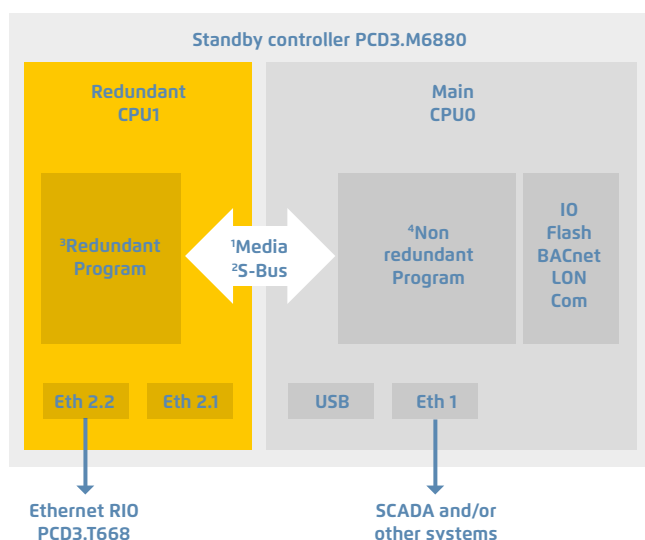 Standby controller PCD3.M6880
Redundant
CPU1
Main
CPU0
³Redundant
Program
¹Media
²S-Bus
⁴Non
redundant
Program
IO
Flash
BACnet
LON
Com
Eth 2.2
Eth 2.1
USB
Eth 1
Ethernet RIO
PCD3.T668
SCADA and/or
other systems